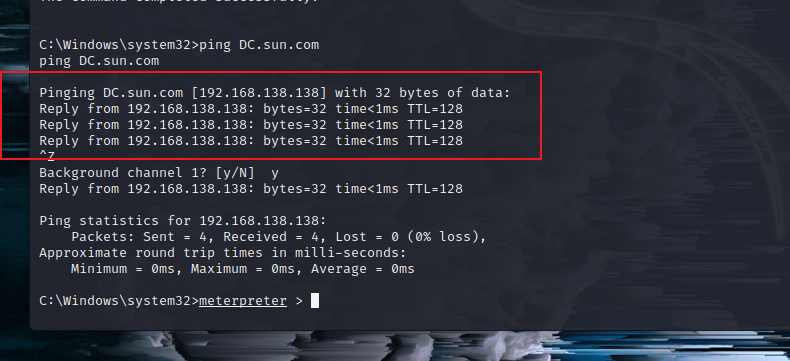 The command completed successfully.
C:\Windows\system32>ping DC.sun.com
ping DC.sun.com
Pinging DC.sun.com [192.168.138.138] with 32 bytes of data:
Reply from 192.168.138.138: bytes=32 time<1ms TTL=128
Reply from 192.168.138.138: bytes=32 time<1ms TTL=128
Reply from 192.168.138.138: bytes=32 time<1ms TTL=128
^Z
Background channel 1? [y/N]  y
Reply from 192.168.138.138: bytes=32 time<1ms TTL=128
Ping statistics for 192.168.138.138:
    Packets: Sent = 4, Received = 4, Lost = 0 (0% loss),
Approximate round trip times in milli-seconds:
    Minimum = 0ms, Maximum = 0ms, Average = 0ms
C:\Windows\system32>meterpreter >